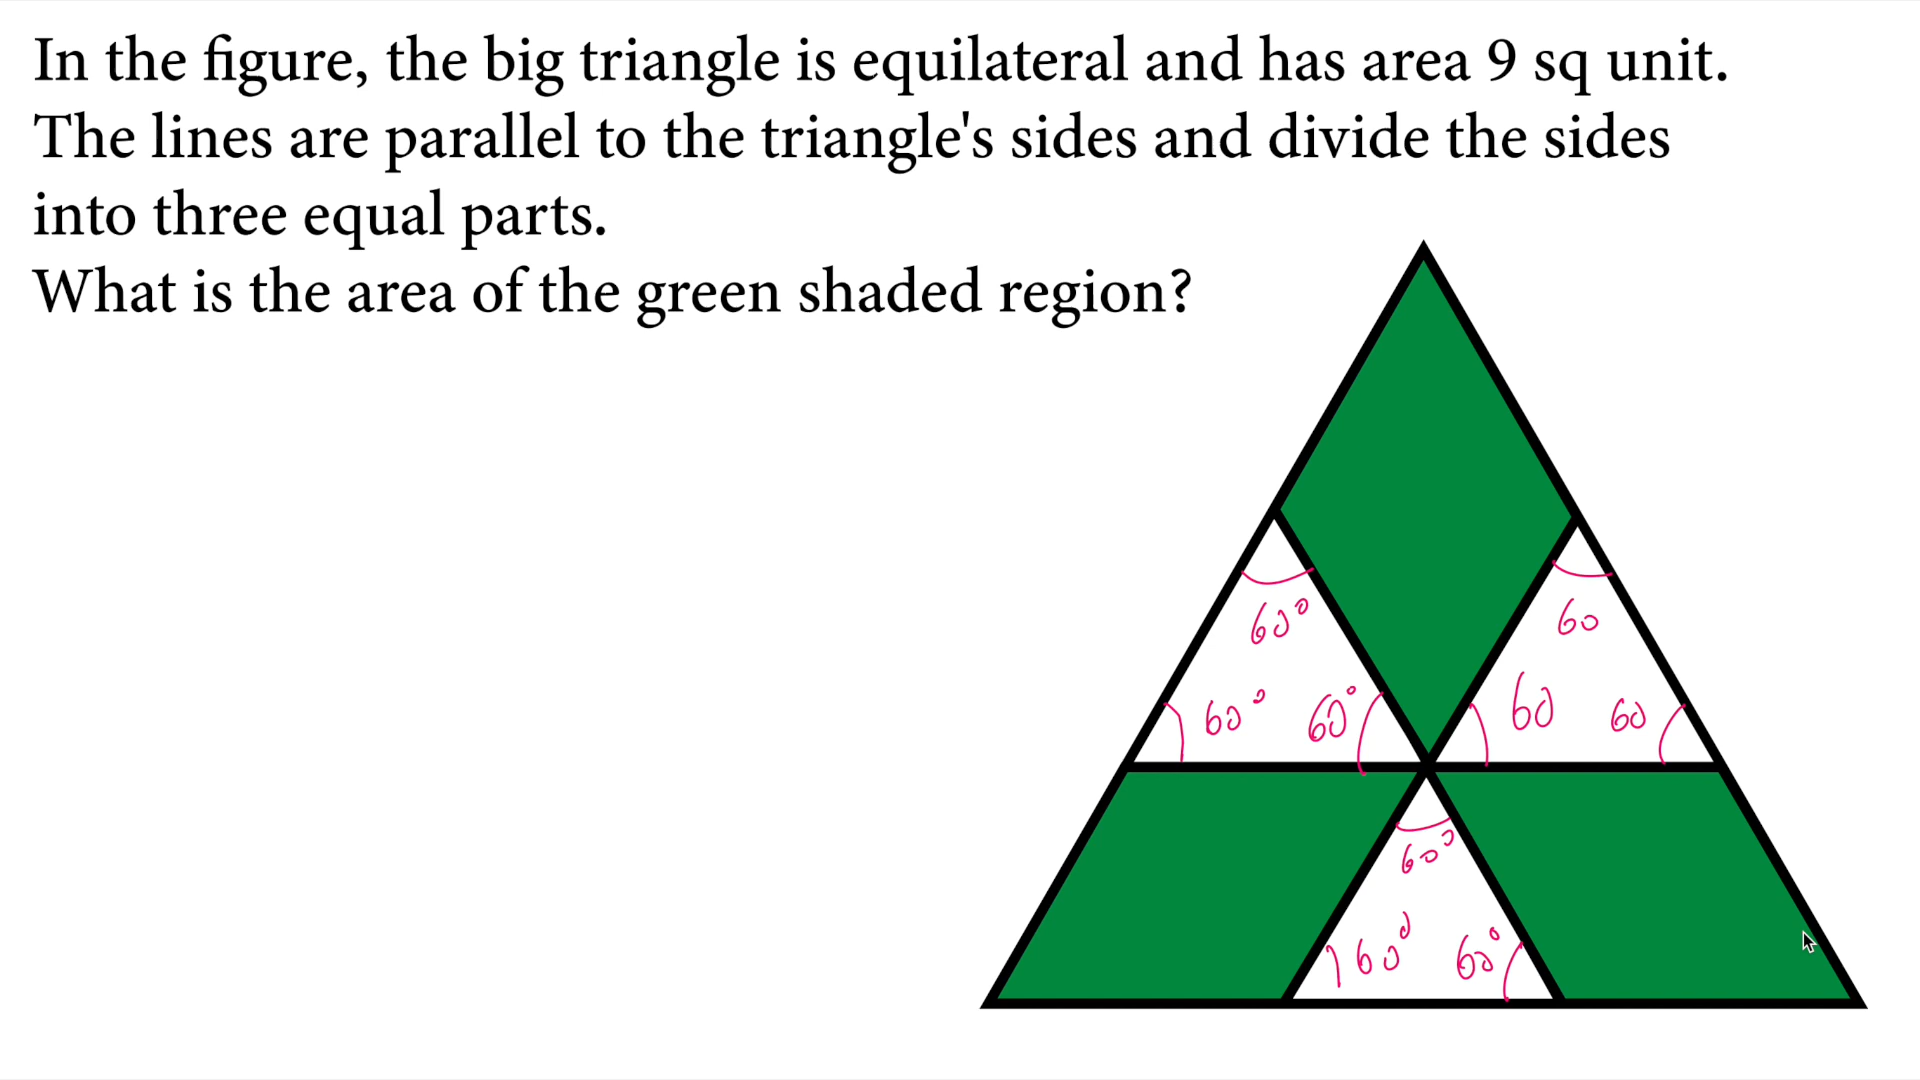 In the figure, the big triangle is equilateral and has area 9 sq unit.
The lines are parallel to the triangle's sides and divide the sides
into three equal parts.
What is the area of the green shaded region?
60°
60
60° 60°
60 60
60°
60° 60°